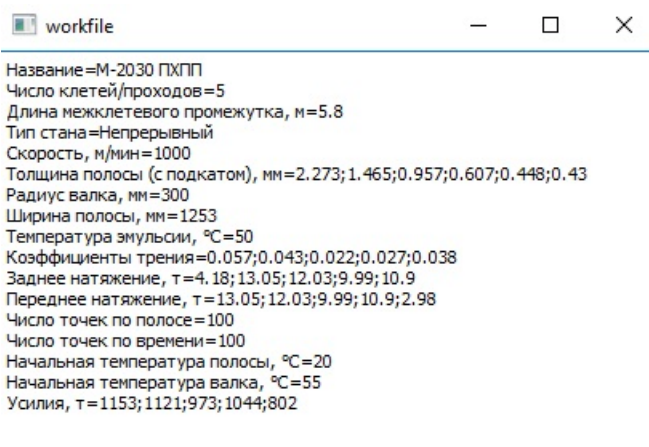 workfile
Название=М-2030 ПХПП
Число клетей/проходов=5
Длина межклетевого промежутка, м=5.8
Тип стана=Непрерывный
Скорость, м/мин=1000
Толщина полосы (с подкатом), мм=2.273;1.465;0.957;0.607;0.448;0.43
Радиус валка, мм=300
Ширина полосы, мм=1253
Температура эмульсии, °C=50
Коэффициенты трения=0.057;0.043;0.022;0.027;0.038
Заднее натяжение, т=4.18;13.05;12.03;9.99;10.9
Переднее натяжение, т=13.05;12.03;9.99;10.9;2.98
Число точек по полосе=100
Число точек по времени=100
Начальная температура полосы, °C=20
Начальная температура валка, °C=55
Усилия, т=1153;1121;973;1044;802